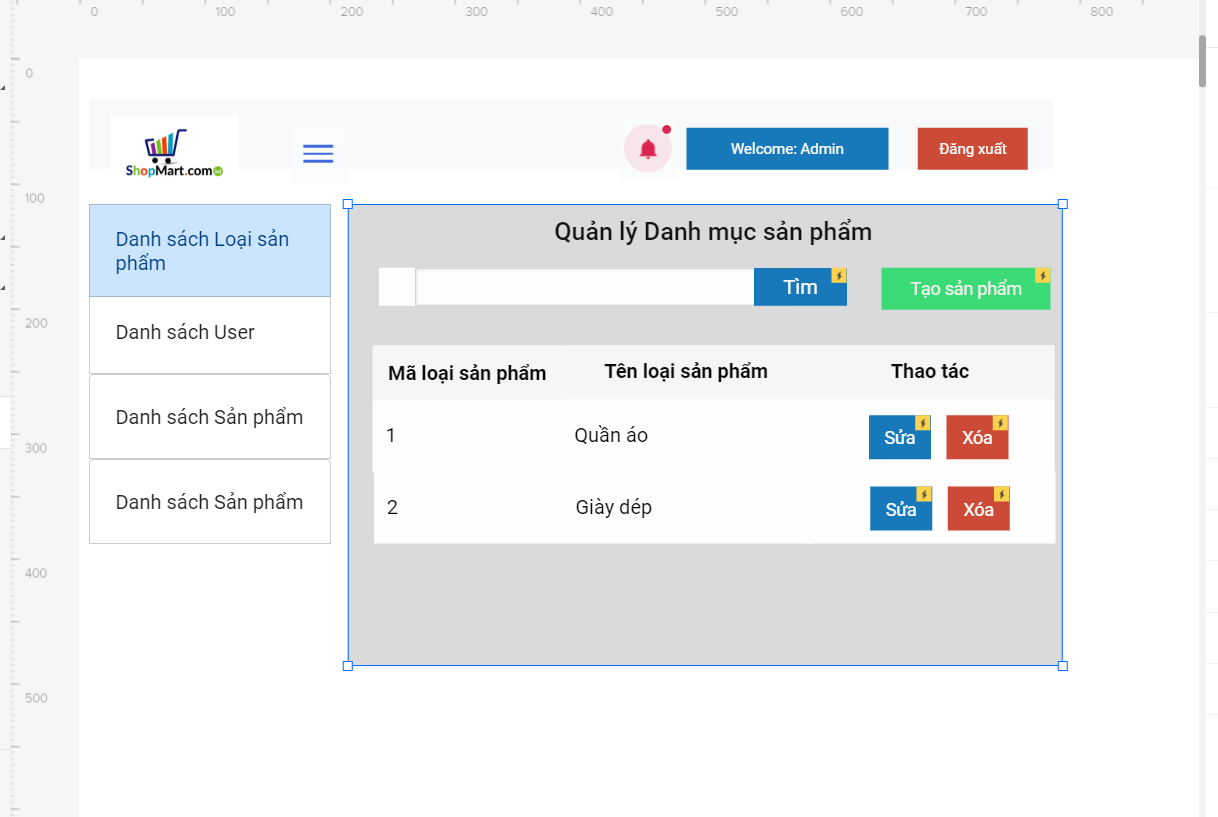 0 100 200 300 400 500 600 700 800
0
100
200
300
400
500
ShopMart.com
Welcome: Admin
Đăng xuất
Danh sách Loại sản
phẩm
Danh sách User
Danh sách Sản phẩm
Danh sách Sản phẩm
Quản lý Danh mục sản phẩm
Tìm
Tạo sản phẩm
Mã loại sản phẩm Tên loại sản phẩm Thao tác
1 Quần áo Sửa Xóa
2 Giày dép Sửa Xóa